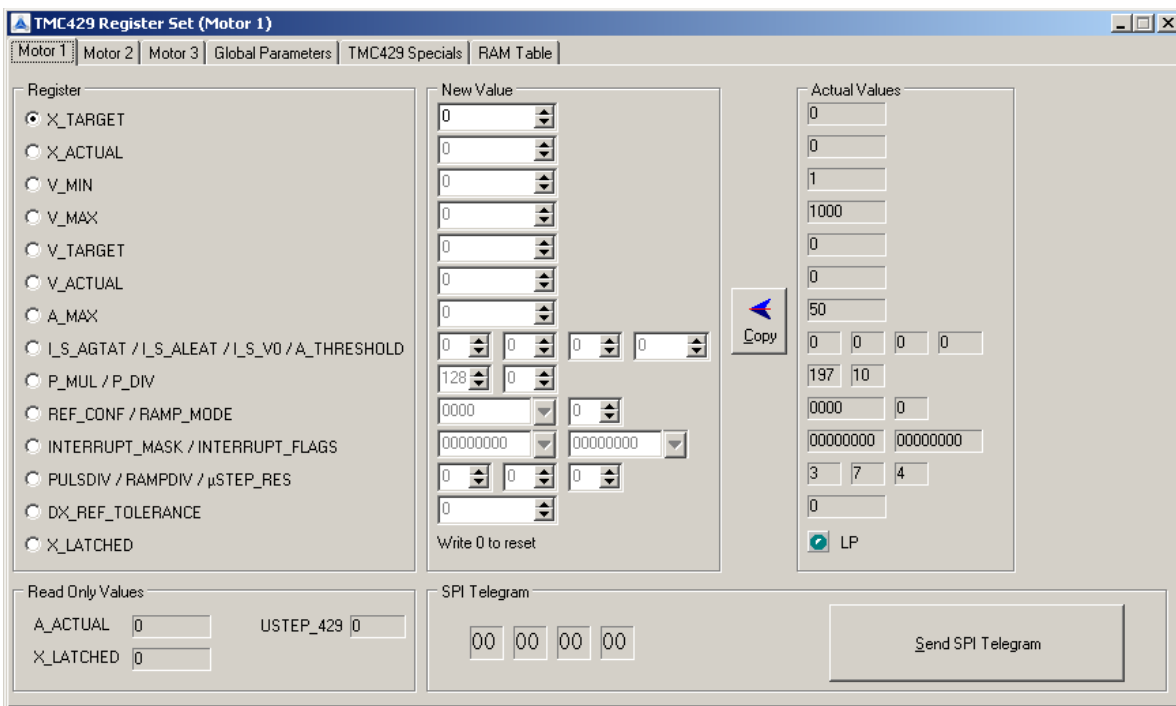 TMC429 Register Set (Motor 1)
Motor 1 Motor 2 Motor 3 Global Parameters TMC429 Specials RAM Table
Register New Value Actual Values
X_TARGET 0 0
X_ACTUAL 0 0
V_MIN 0 1
V_MAX 0 1000
V_TARGET 0 0
V_ACTUAL 0 0
A_MAX 0 50
Copy
I_S_AGTAT / I_S_ALEAT / I_S_V0 / A_THRESHOLD 0 0 0 0 0 0 0 0
P_MUL / P_DIV 128 0 197 10
REF_CONF / RAMP_MODE 0000 0 0000 0
INTERRUPT_MASK / INTERRUPT_FLAGS 00000000 00000000 00000000 00000000
PULSDIV / RAMPDIV / µSTEP_RES 0 0 0 3 7 4
DX_REF_TOLERANCE 0 0
X_LATCHED Write 0 to reset LP
Read Only Values SPI Telegram
A_ACTUAL 0 USTEP_429 0
X_LATCHED 0
00 00 00 00 Send SPI Telegram